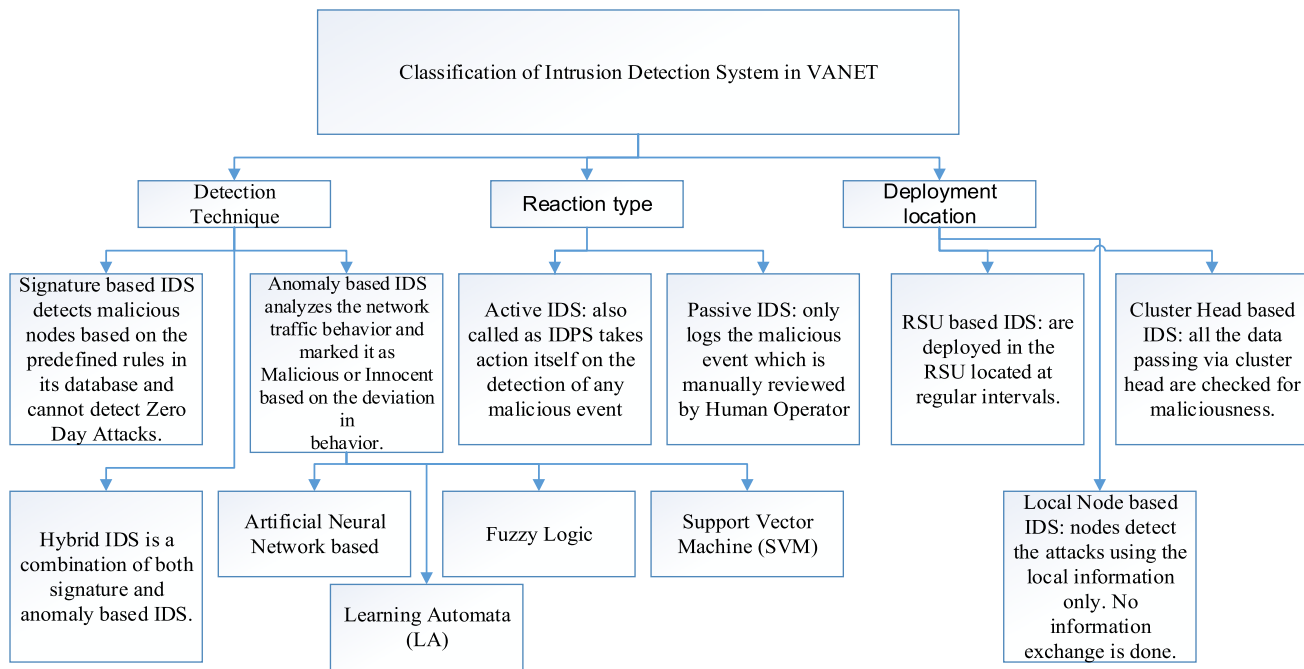 Classification of Intrusion Detection System in VANET
Detection
Technique
Reaction type
Deployment
location
Signature based IDS
detects malicious
nodes based on the
predefined rules in
its database and
cannot detect Zero
Day Attacks.
Anomaly based IDS
analyzes the network
traffic behavior and
marked it as
Malicious or Innocent
based on the deviation
in
behavior.
Active IDS: also
called as IDPS takes
action itself on the
detection of any
malicious event
Passive IDS: only
logs the malicious
event which is
manually reviewed
by Human Operator
RSU based IDS: are
deployed in the
RSU located at
regular intervals.
Cluster Head based
IDS: all the data
passing via cluster
head are checked for
maliciousness.
Hybrid IDS is a
combination of both
signature and
anomaly based IDS.
Artificial Neural
Network based
Learning Automata
(LA)
Fuzzy Logic
Support Vector
Machine (SVM)
Local Node based
IDS: nodes detect
the attacks using the
local information
only. No
information
exchange is done.